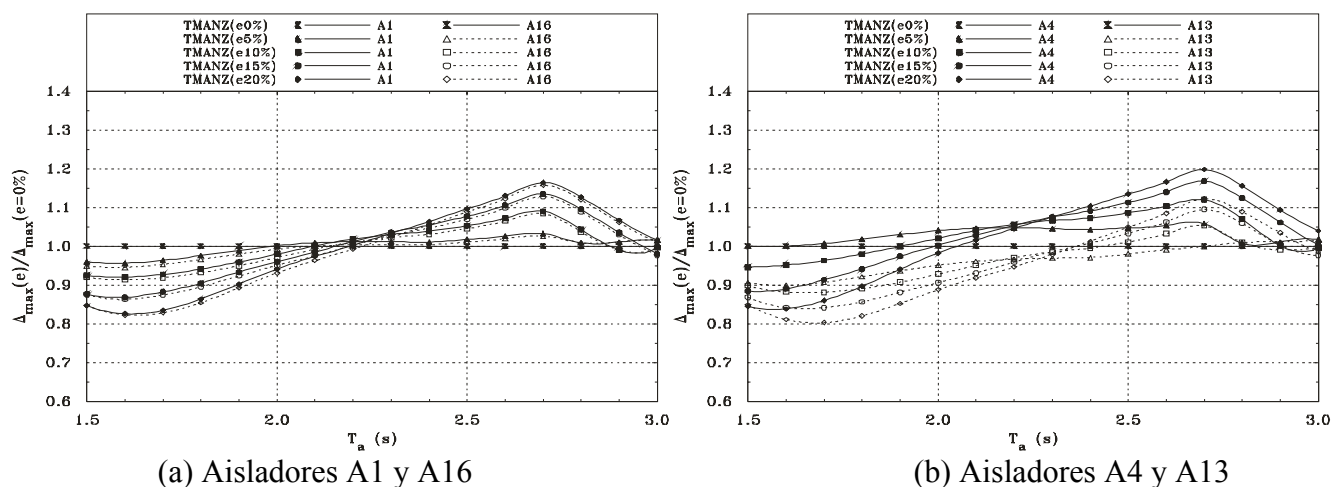 TMANZ(e0%) A1 A16
TMANZ(e5%) A1 A16
TMANZ(e10%) A1 A16
TMANZ(e15%) A1 A16
TMANZ(e20%) A1 A16
1.4
1.3
1.2
1.1
1.0
0.9
0.8
0.7
0.6
Δmax(e)/Δmax(e=0%)
1.5 2.0 2.5 3.0
Ta (s)
(a) Aisladores A1 y A16
TMANZ(e0%) A4 A13
TMANZ(e5%) A4 A13
TMANZ(e10%) A4 A13
TMANZ(e15%) A4 A13
TMANZ(e20%) A4 A13
1.4
1.3
1.2
1.1
1.0
0.9
0.8
0.7
0.6
Δmax(e)/Δmax(e=0%)
1.5 2.0 2.5 3.0
Ta (s)
(b) Aisladores A4 y A13